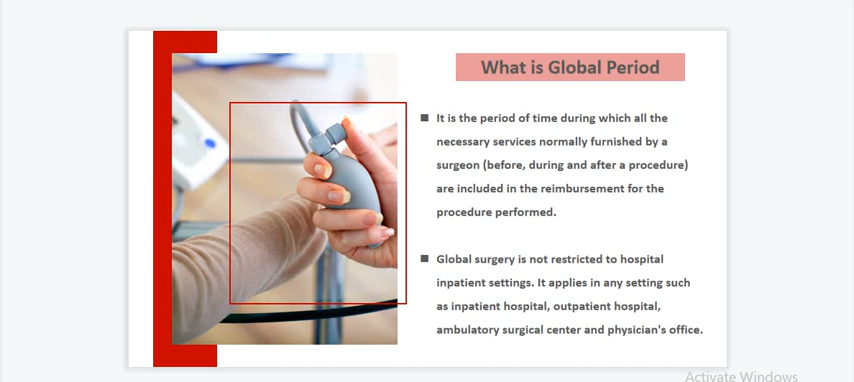 What is Global Period
■ It is the period of time during which all the
necessary services normally furnished by a
surgeon (before, during and after a procedure)
are included in the reimbursement for the
procedure performed.
■ Global surgery is not restricted to hospital
inpatient settings. It applies in any setting such
as inpatient hospital, outpatient hospital,
ambulatory surgical center and physician's office.
Activate Windows